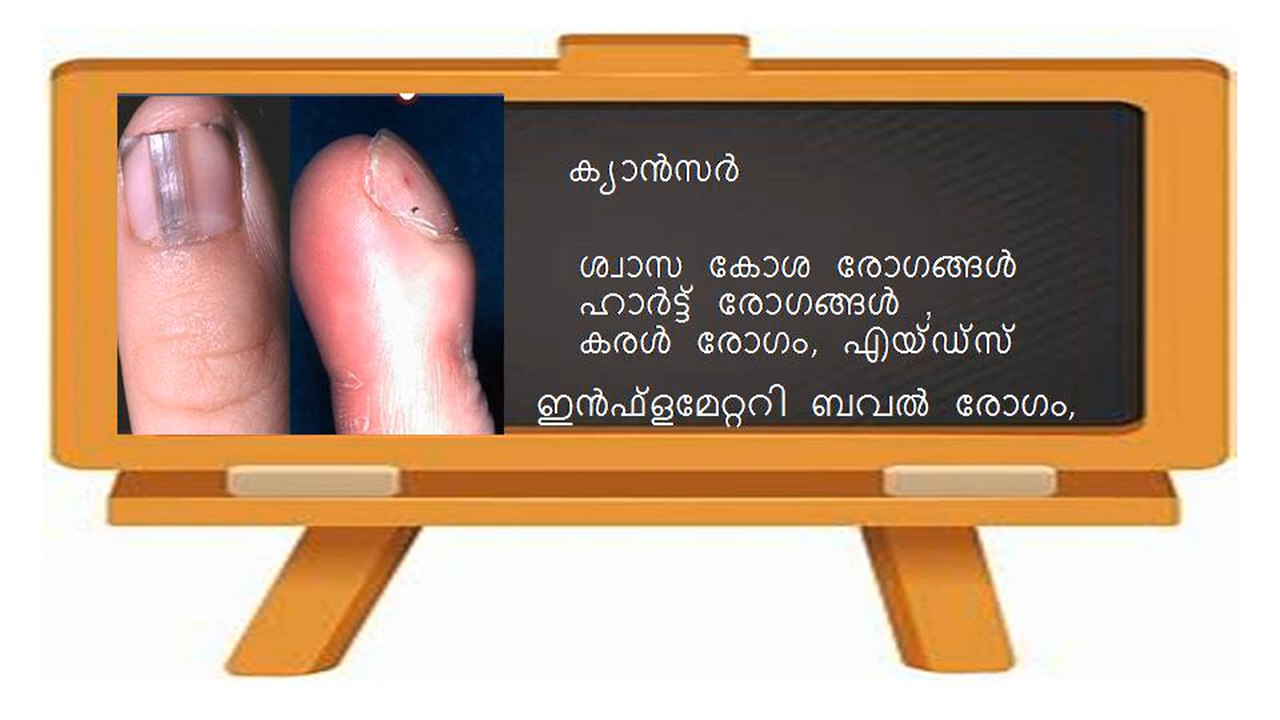 ക്യാൻസർ
ശ്വാസ കോശ രോഗങ്ങൾ
ഹാർട്ട് രോഗങ്ങൾ ,
കരൾ രോഗം, എയ്ഡ്സ്
ഇൻഫ്ളമേറ്ററി ബവൽ രോഗം,